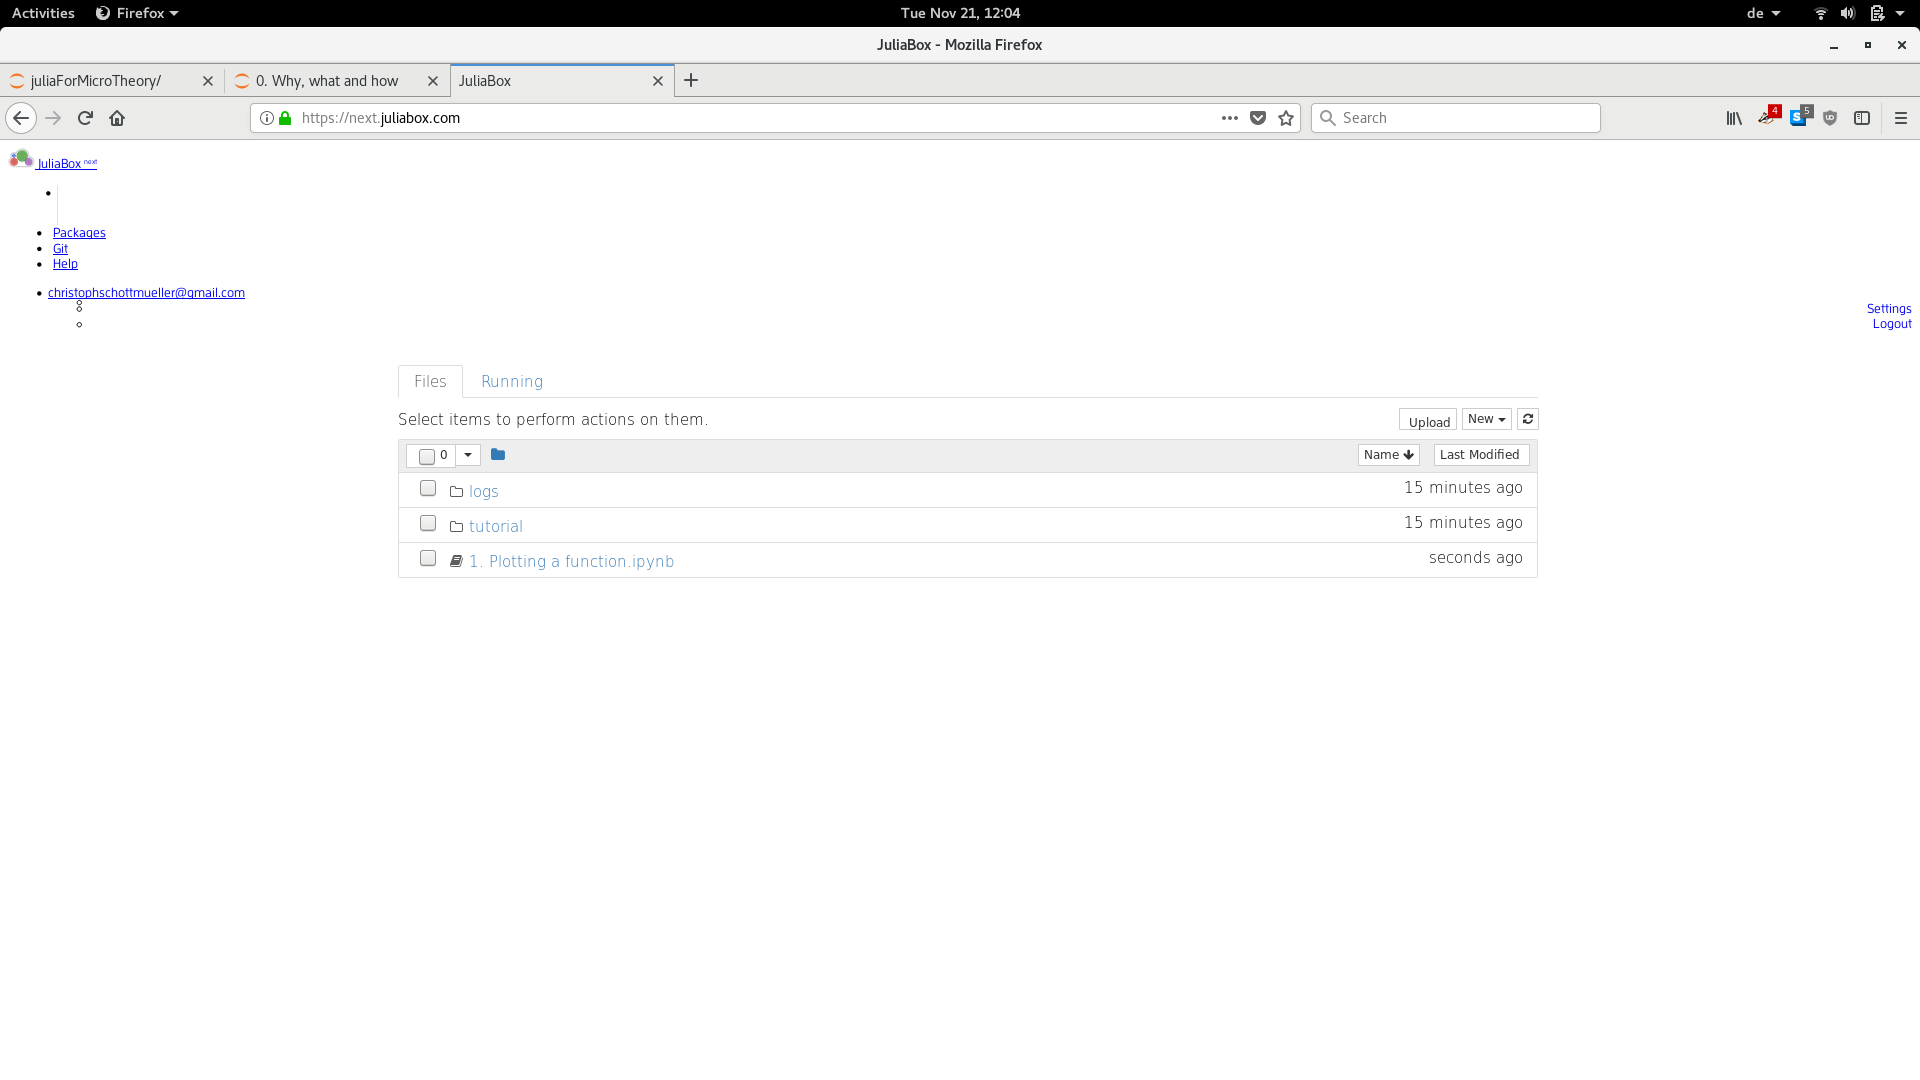 Activities Firefox Tue Nov 21, 12:04 de
JuliaBox - Mozilla Firefox
juliaForMicroTheory/ 0. Why, what and how JuliaBox
https://next.juliabox.com Search 4 5
JuliaBox next
Packages
Git
Help
christophschottmueller@gmail.com
Settings
Logout
Files Running
Select items to perform actions on them. Upload New
0 Name Last Modified
logs 15 minutes ago
tutorial 15 minutes ago
1. Plotting a function.ipynb seconds ago